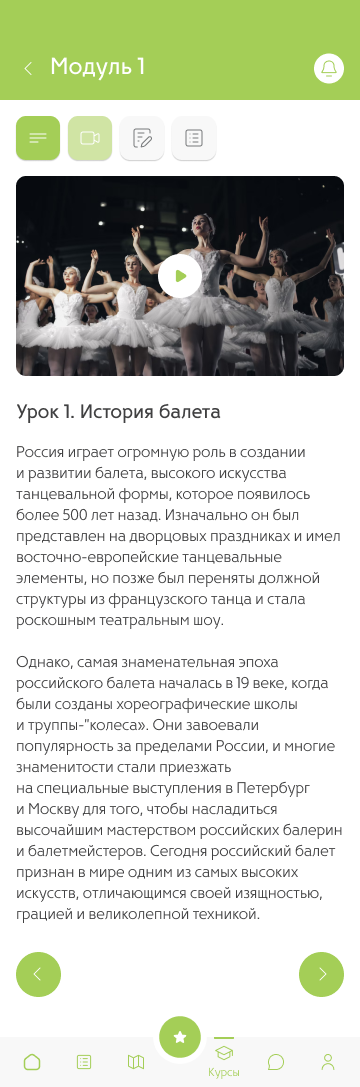 Модуль 1
Урок 1. История балета
Россия играет огромную роль в создании
и развитии балета, высокого искусства
танцевальной формы, которое появилось
более 500 лет назад. Изначально он был
представлен на дворцовых праздниках и имел
восточно-европейские танцевальные
элементы, но позже был переняты должной
структуры из французского танца и стала
роскошным театральным шоу.
Однако, самая знаменательная эпоха
российского балета началась в 19 веке, когда
были созданы хореографические школы
и труппы-"колеса». Они завоевали
популярность за пределами России, и многие
знаменитости стали приезжать
на специальные выступления в Петербург
и Москву для того, чтобы насладиться
высочайшим мастерством российских балерин
и балетмейстеров. Сегодня российский балет
признан в мире одним из самых высоких
искусств, отличающимся своей изящностью,
грацией и великолепной техникой.
Курсы